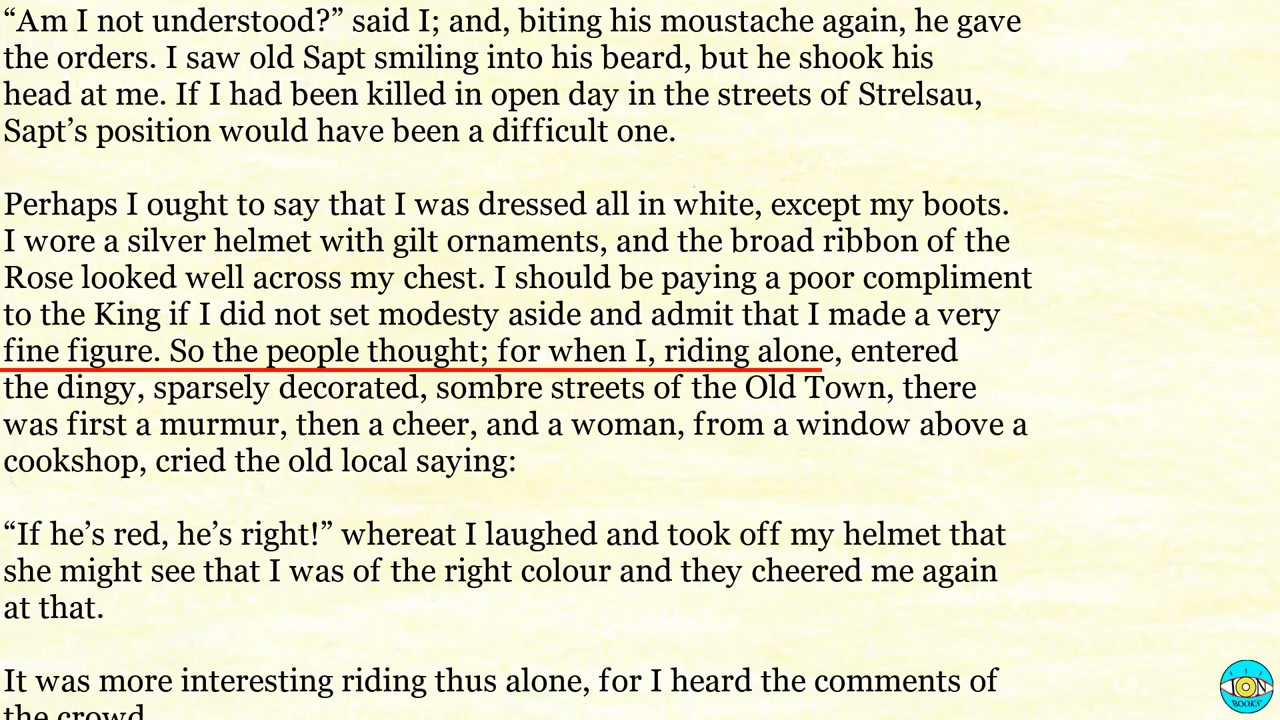 “Am I not understood?” said I; and, biting his moustache again, he gave
the orders. I saw old Sapt smiling into his beard, but he shook his
head at me. If I had been killed in open day in the streets of Strelsau,
Sapt’s position would have been a difficult one.
Perhaps I ought to say that I was dressed all in white, except my boots.
I wore a silver helmet with gilt ornaments, and the broad ribbon of the
Rose looked well across my chest. I should be paying a poor compliment
to the King if I did not set modesty aside and admit that I made a very
fine figure. So the people thought; for when I, riding alone, entered
the dingy, sparsely decorated, sombre streets of the Old Town, there
was first a murmur, then a cheer, and a woman, from a window above a
cookshop, cried the old local saying:
“If he’s red, he’s right!” whereat I laughed and took off my helmet that
she might see that I was of the right colour and they cheered me again
at that.
It was more interesting riding thus alone, for I heard the comments of
the crowd.
ION
BOOKS